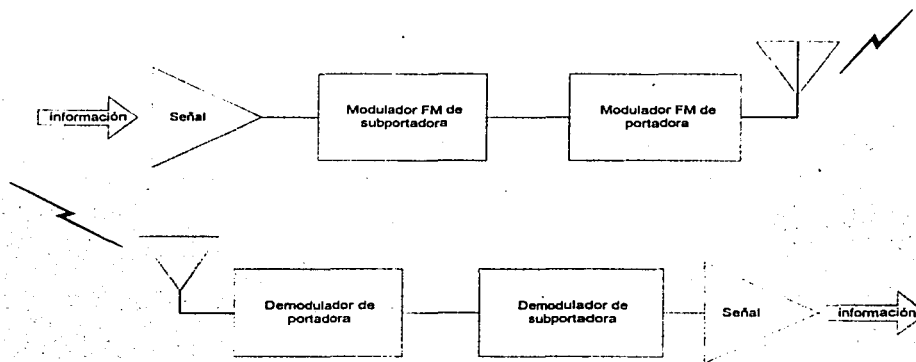 información
Señal
Modulador FM de
subportadora
Modulador FM de
portadora
Demodulador de
portadora
Demodulador de
subportadora
Señal
información